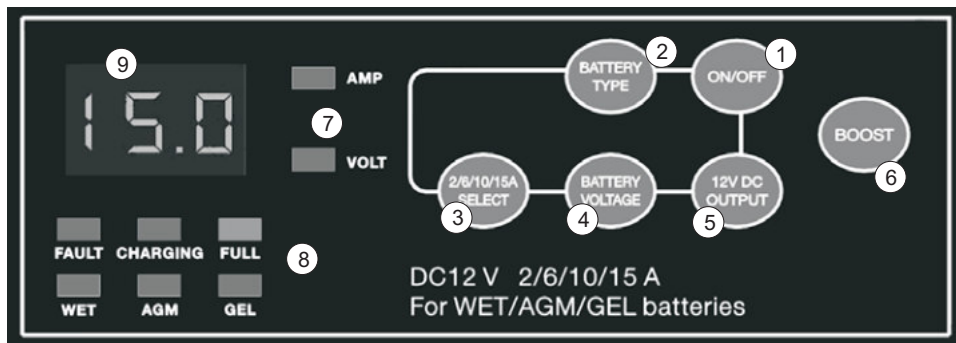 9
15.0
AMP
7
VOLT
BATTERY
TYPE
2
ON/OFF
1
BOOST
6
2/6/10/15A
SELECT
3
BATTERY
VOLTAGE
4
12V DC
OUTPUT
5
FAULT CHARGING FULL
8
WET AGM GEL
DC12 V 2/6/10/15 A
For WET/AGM/GEL batteries